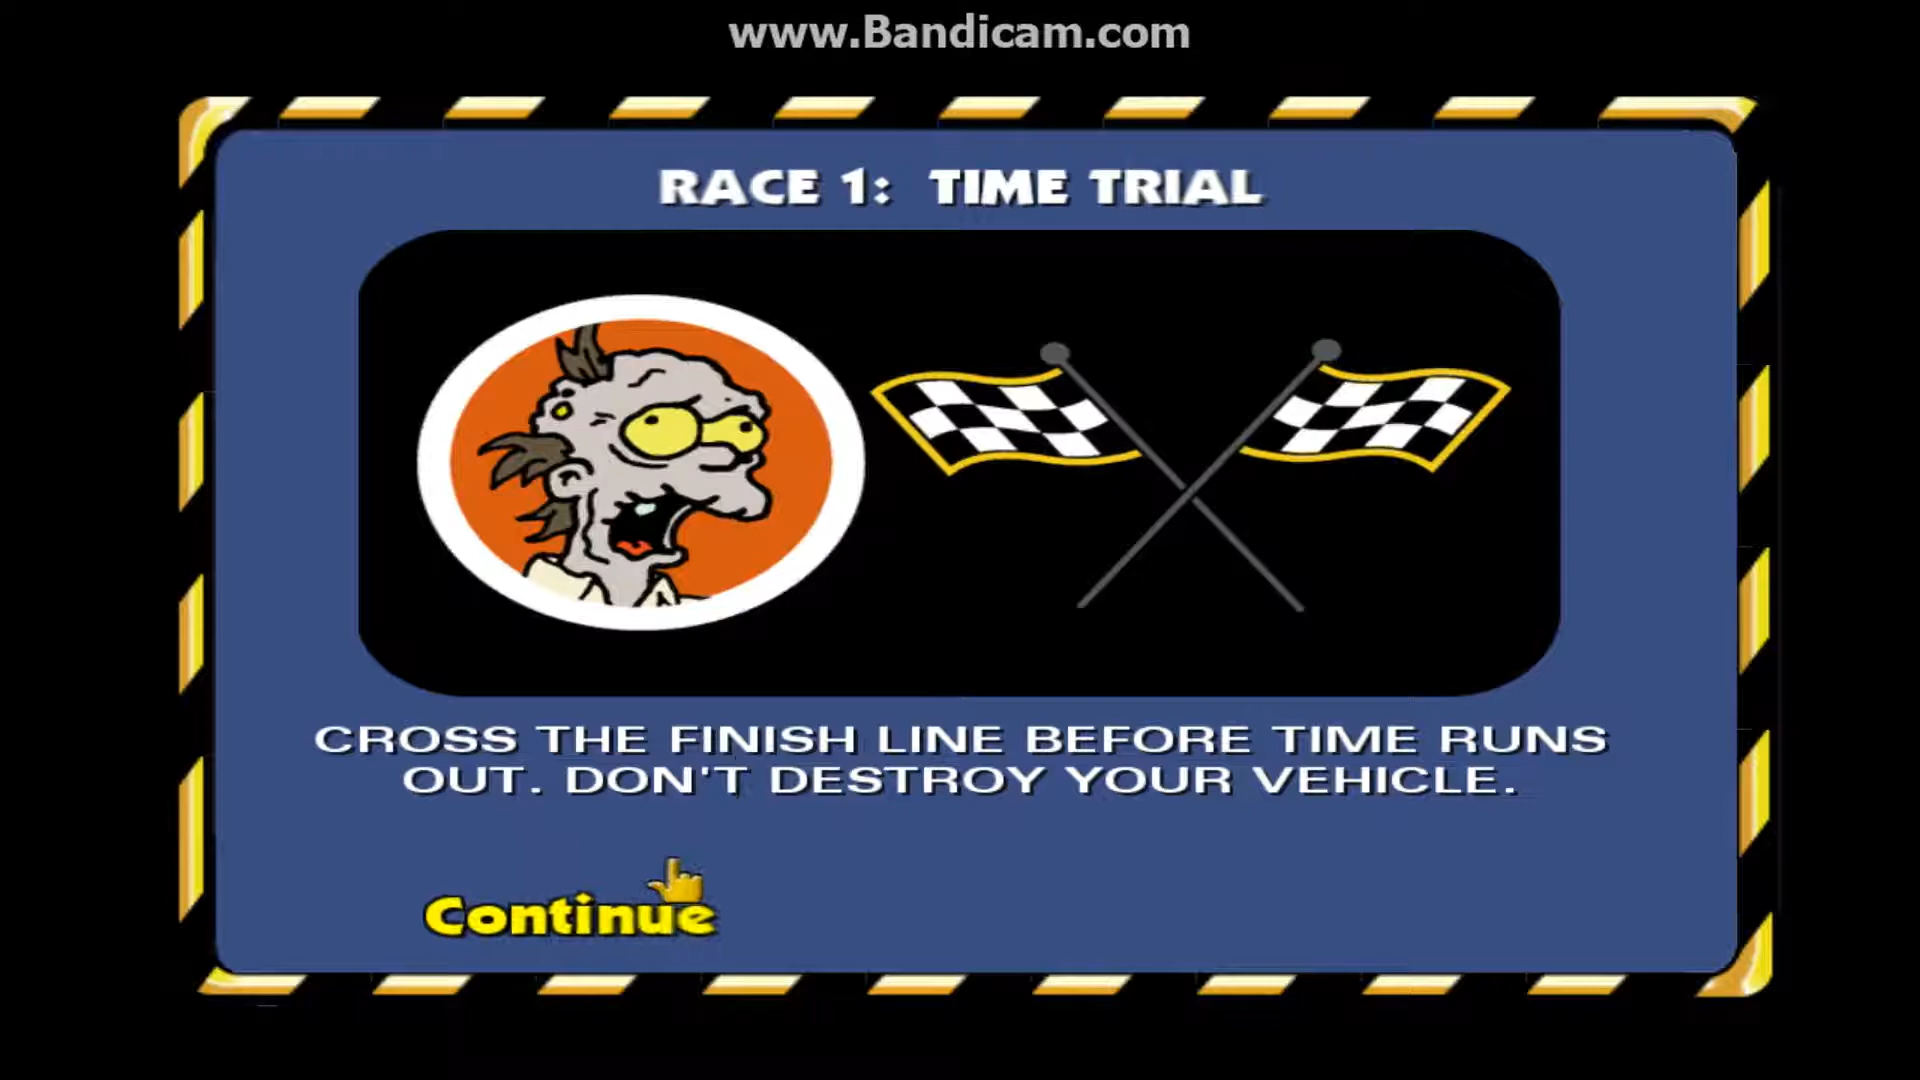 www.Bandicam.com
RACE 1: TIME TRIAL
CROSS THE FINISH LINE BEFORE TIME RUNS
OUT. DON'T DESTROY YOUR VEHICLE.
Continue